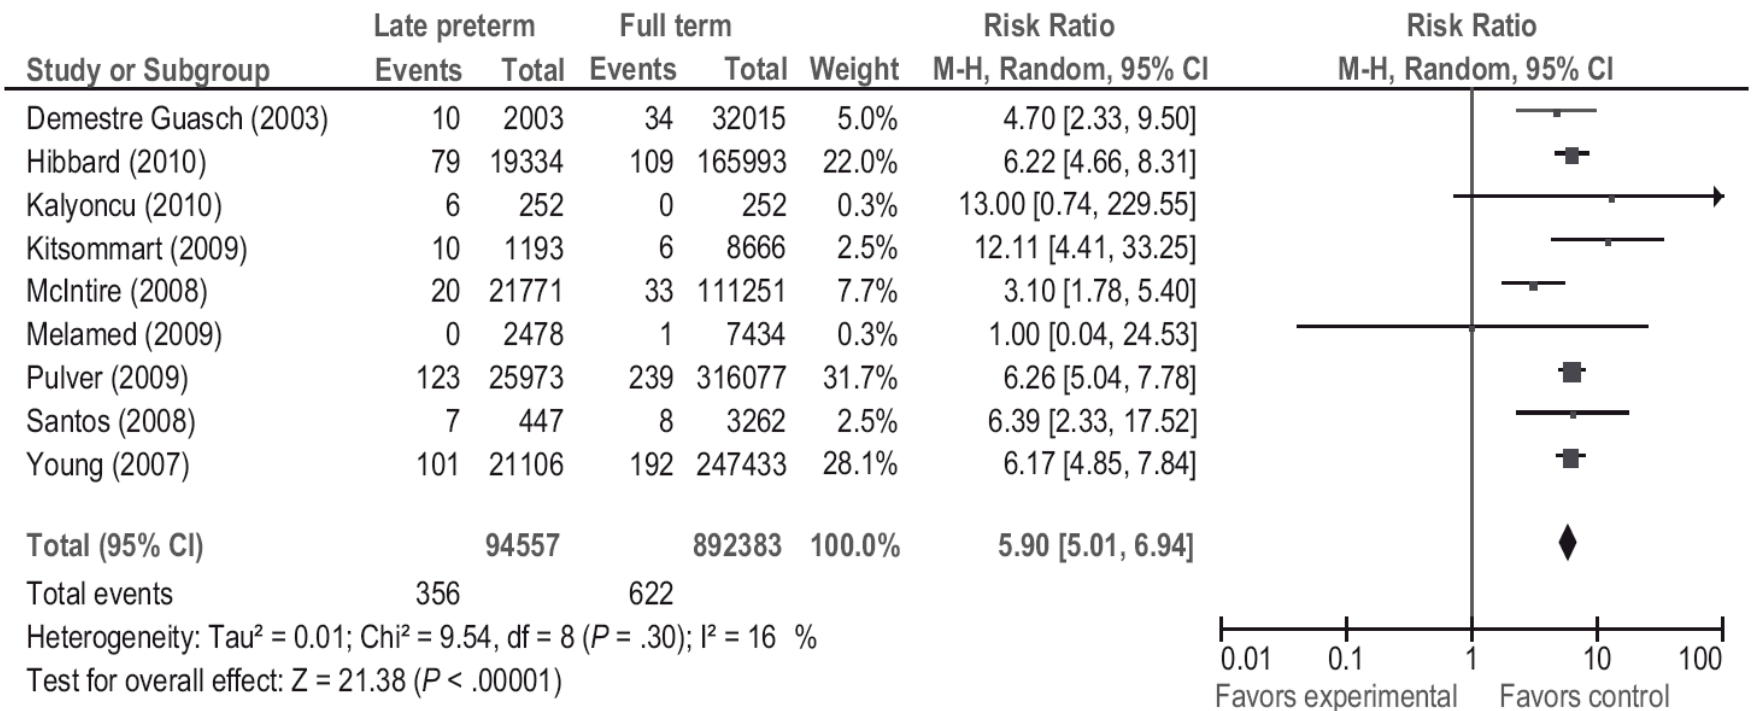 Late preterm Full term Risk Ratio Risk Ratio
Study or Subgroup Events Total Events Total Weight M-H, Random, 95% CI M-H, Random, 95% CI
Demestre Guasch (2003) 10 2003 34 32015 5.0% 4.70 [2.33, 9.50]
Hibbard (2010) 79 19334 109 165993 22.0% 6.22 [4.66, 8.31]
Kalyoncu (2010) 6 252 0 252 0.3% 13.00 [0.74, 229.55]
Kitsommart (2009) 10 1193 6 8666 2.5% 12.11 [4.41, 33.25]
McIntire (2008) 20 21771 33 111251 7.7% 3.10 [1.78, 5.40]
Melamed (2009) 0 2478 1 7434 0.3% 1.00 [0.04, 24.53]
Pulver (2009) 123 25973 239 316077 31.7% 6.26 [5.04, 7.78]
Santos (2008) 7 447 8 3262 2.5% 6.39 [2.33, 17.52]
Young (2007) 101 21106 192 247433 28.1% 6.17 [4.85, 7.84]
Total (95% CI) 94557 892383 100.0% 5.90 [5.01, 6.94]
Total events 356 622
Heterogeneity: Tau² = 0.01; Chi² = 9.54, df = 8 (P = .30); I² = 16 %
Test for overall effect: Z = 21.38 (P < .00001)
0.01 0.1 1 10 100
Favors experimental Favors control